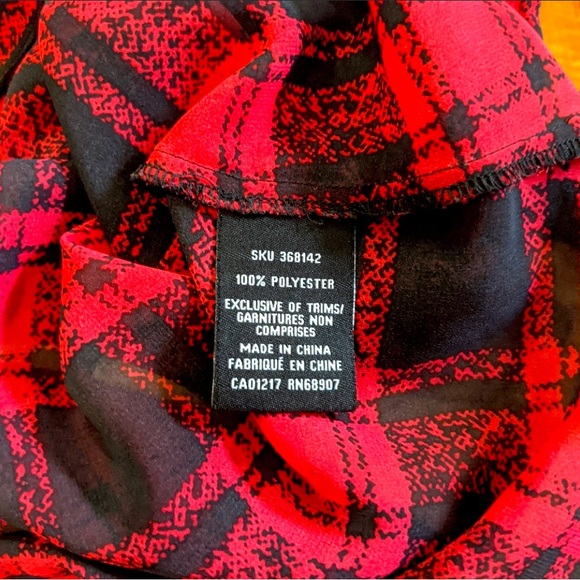 SKU 368142
100% POLYESTER
EXCLUSIVE OF TRIMS/
GARNITURES NON
COMPRISES
MADE IN CHINA
FABRIQUÉ EN CHINE
CA01217 RN68907